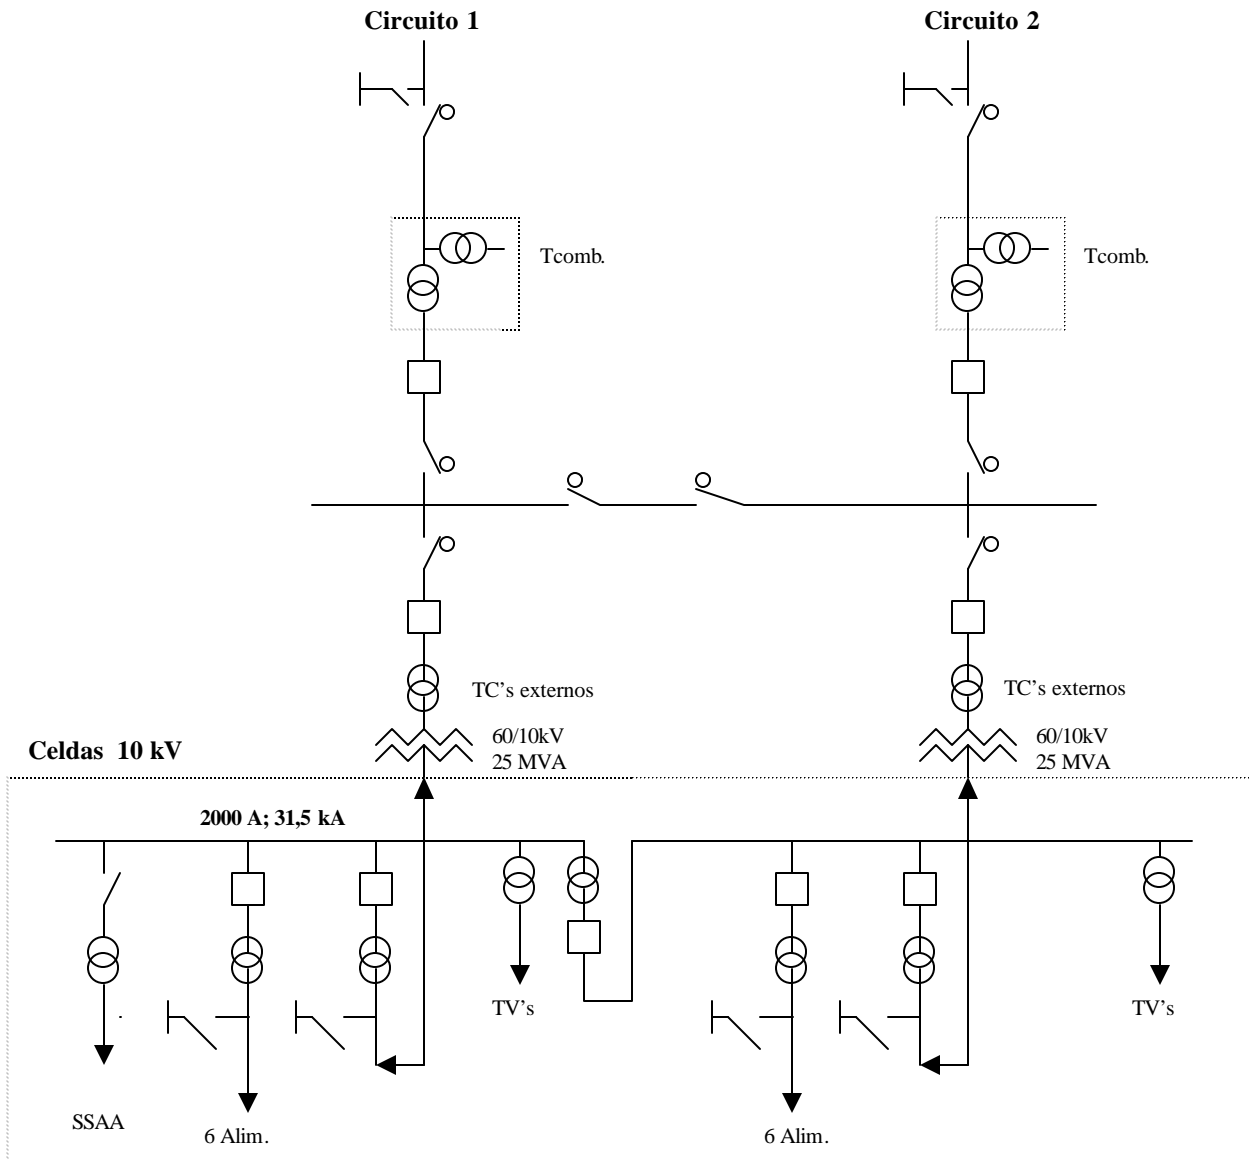 Circuito 1
Circuito 2
Tcomb.
Tcomb.
TC's externos
TC's externos
60/10kV
25 MVA
60/10kV
25 MVA
Celdas 10 kV
2000 A; 31,5 kA
TV's
TV's
SSAA
6 Alim.
6 Alim.